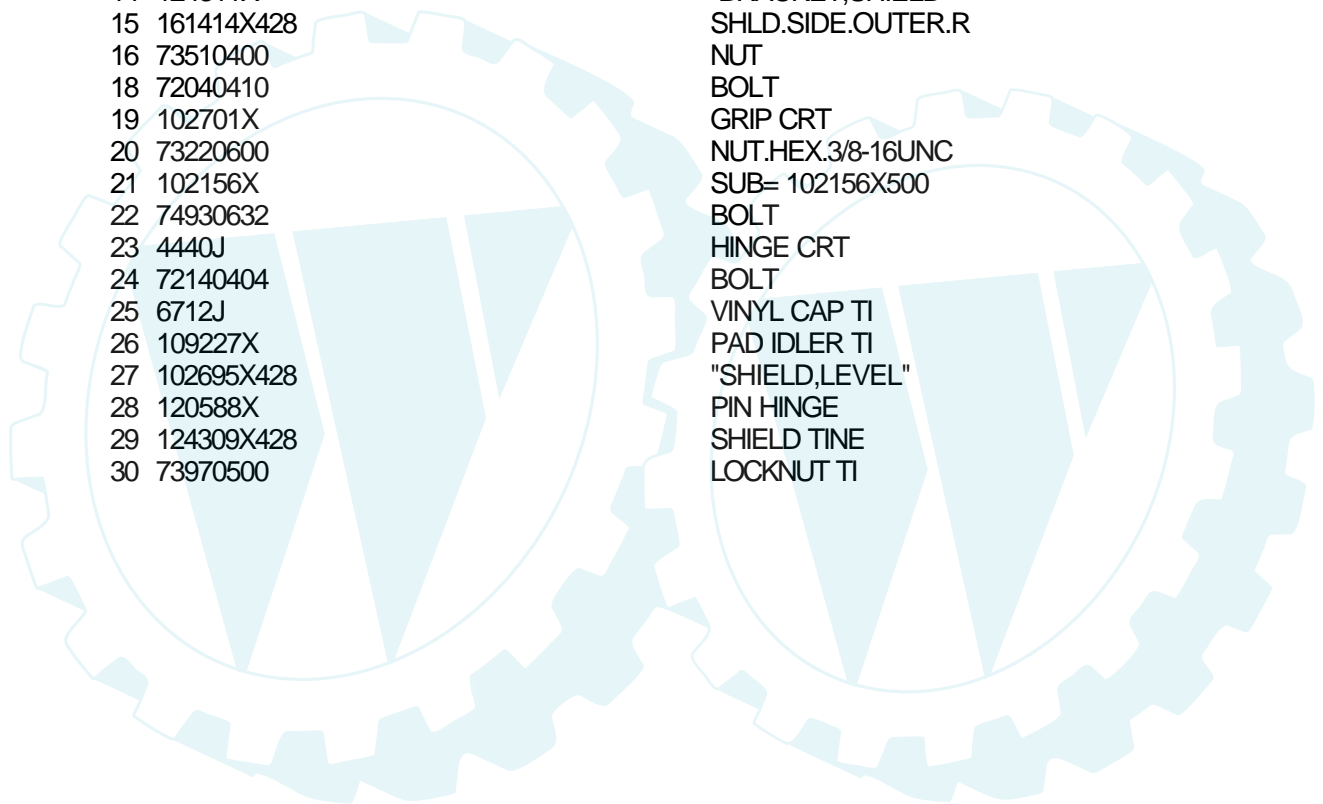 15 161414X428 SHLD.SIDE.OUTER.R
16 73510400 NUT
18 72040410 BOLT
19 102701X GRIP CRT
20 73220600 NUT.HEX.3/8-16UNC
21 102156X SUB= 102156X500
22 74930632 BOLT
23 4440J HINGE CRT
24 72140404 BOLT
25 6712J VINYL CAP TI
26 109227X PAD IDLER TI
27 102695X428 "SHIELD,LEVEL"
28 120588X PIN HINGE
29 124309X428 SHIELD TINE
30 73970500 LOCKNUT TI